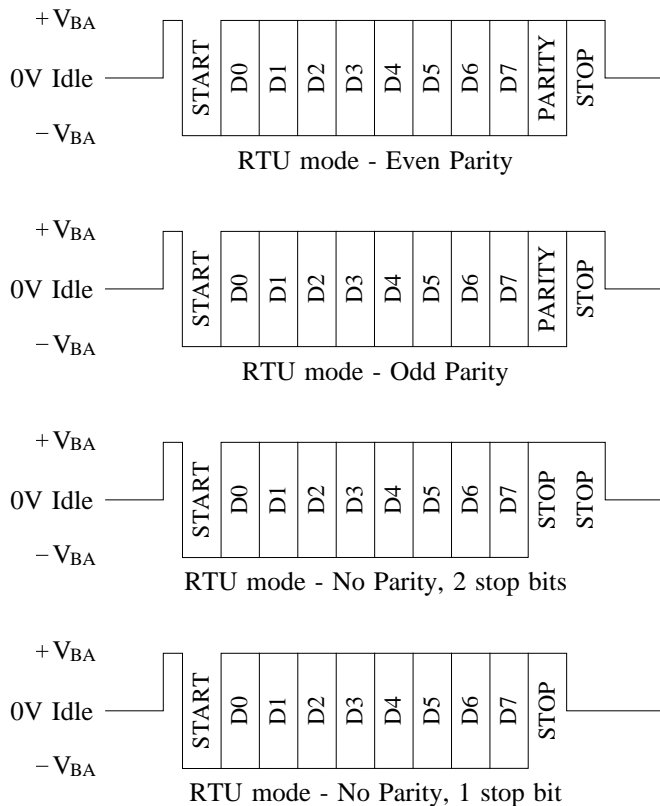 + VBA
0V Idle
− VBA
START D0 D1 D2 D3 D4 D5 D6 D7 PARITY STOP
RTU mode - Even Parity
+ VBA
0V Idle
− VBA
START D0 D1 D2 D3 D4 D5 D6 D7 PARITY STOP
RTU mode - Odd Parity
+ VBA
0V Idle
− VBA
START D0 D1 D2 D3 D4 D5 D6 D7 STOP STOP
RTU mode - No Parity, 2 stop bits
+ VBA
0V Idle
− VBA
START D0 D1 D2 D3 D4 D5 D6 D7 STOP
RTU mode - No Parity, 1 stop bit